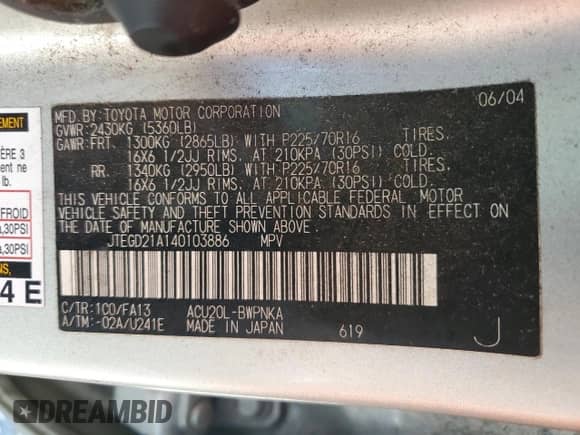 MFD.BY:TOYOTA MOTOR CORPORATION 06/04
GVWR:2430KG (5360LB)
GAWR:FRT. 1300KG (2865LB) WITH P225/70R16 TIRES.
16X6 1/2JJ RIMS. AT 210KPA (30PSI) COLD.
RR. 1340KG (2950LB) WITH P225/70R16 TIRES.
16X6 1/2JJ RIMS. AT 210KPA (30PSI) COLD.
THIS VEHICLE CONFORMS TO ALL APPLICABLE FEDERAL MOTOR
VEHICLE SAFETY AND THEFT PREVENTION STANDARDS IN EFFECT ON
THE DATE OF MANUFACTURE SHOWN ABOVE.
JTEGD21A140103886 MPV
C/TR:1C0/FA13 ACU20L-BWPNKA
A/TM:-02A/U241E MADE IN JAPAN 619 J
EMENT
ÈRE 3
ent ne
lb.
FROID
a,30PSI
a,30PSI
NS,
4 E
DREAMBID